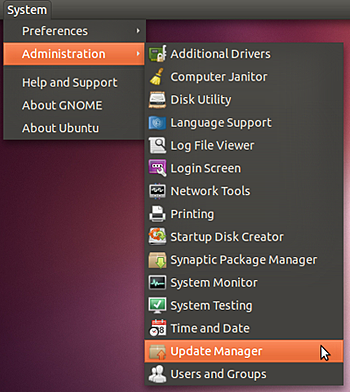 System
Preferences
Administration
Help and Support
About GNOME
About Ubuntu
Additional Drivers
Computer Janitor
Disk Utility
Language Support
Log File Viewer
Login Screen
Network Tools
Printing
Startup Disk Creator
Synaptic Package Manager
System Monitor
System Testing
Time and Date
Update Manager
Users and Groups